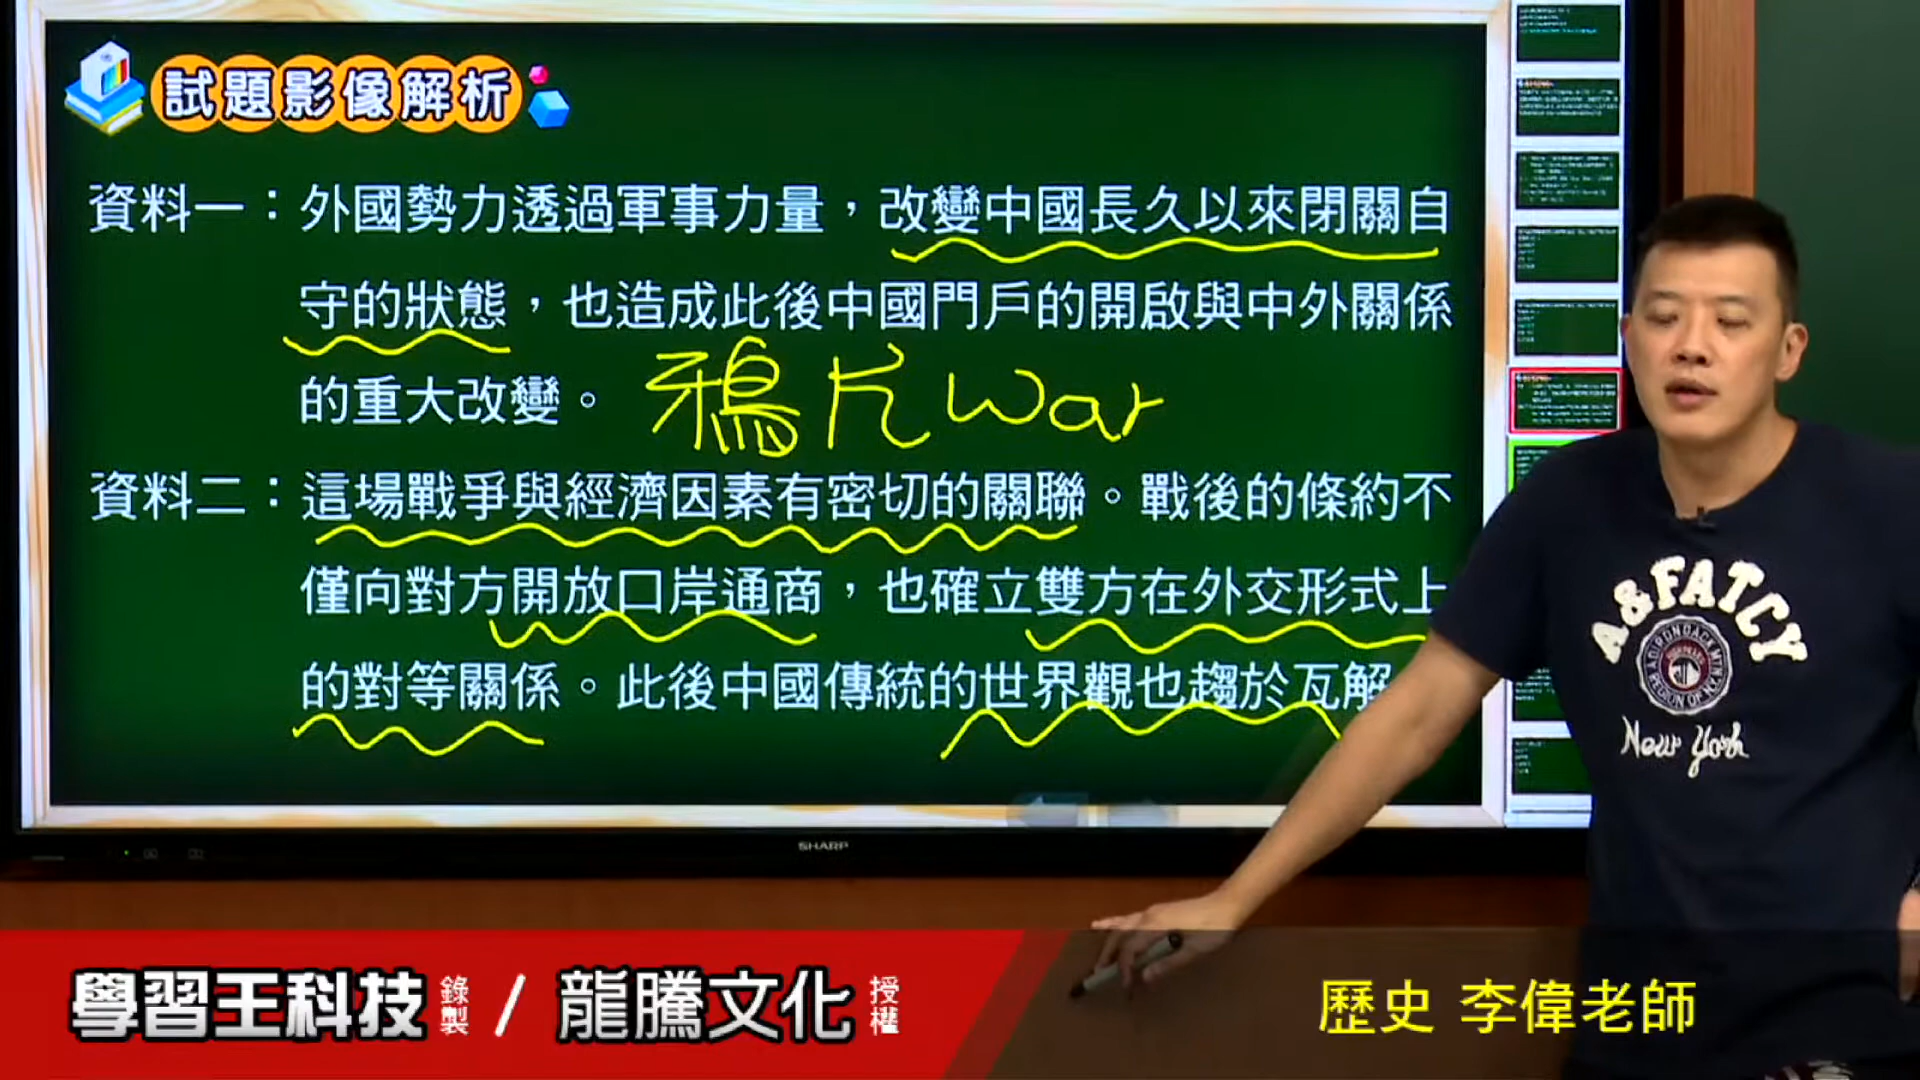 試題影像解析
資料一：外國勢力透過軍事力量，改變中國長久以來閉關自
守的狀態，也造成此後中國門戶的開啟與中外關係
的重大改變。
鴉片 War
資料二：這場戰爭與經濟因素有密切的關聯。戰後的條約不
僅向對方開放口岸通商，也確立雙方在外交形式上
的對等關係。此後中國傳統的世界觀也趨於瓦解
SHARP
A&FATCY
ADIRONDACK MTN
REGION OF N.Y.
New York
學習王科技 錄製 / 龍騰文化 授權
歷史 李偉老師